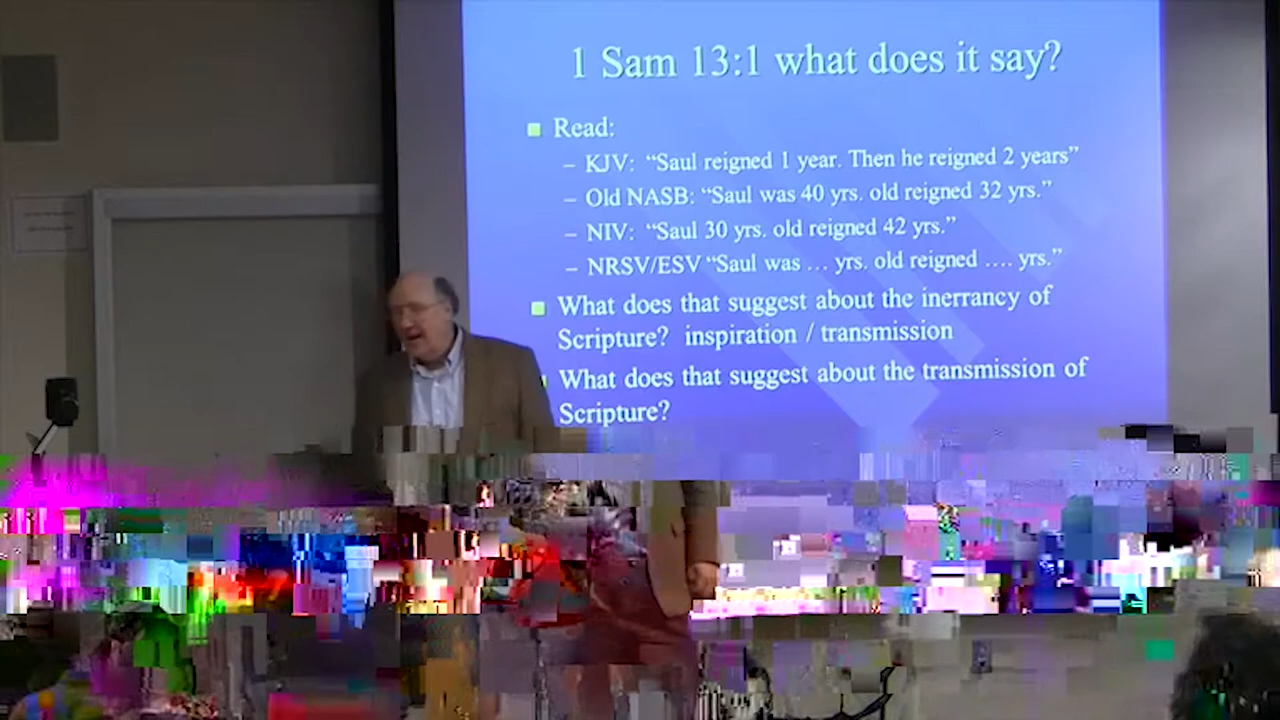 1 Sam 13:1 what does it say?
Read:
– KJV: “Saul reigned 1 year. Then he reigned 2 years”
– Old NASB: “Saul was 40 yrs. old reigned 32 yrs.”
– NIV: “Saul 30 yrs. old reigned 42 yrs.”
– NRSV/ESV “Saul was … yrs. old reigned …. yrs.”
What does that suggest about the inerrancy of
Scripture? inspiration / transmission
What does that suggest about the transmission of
Scripture?